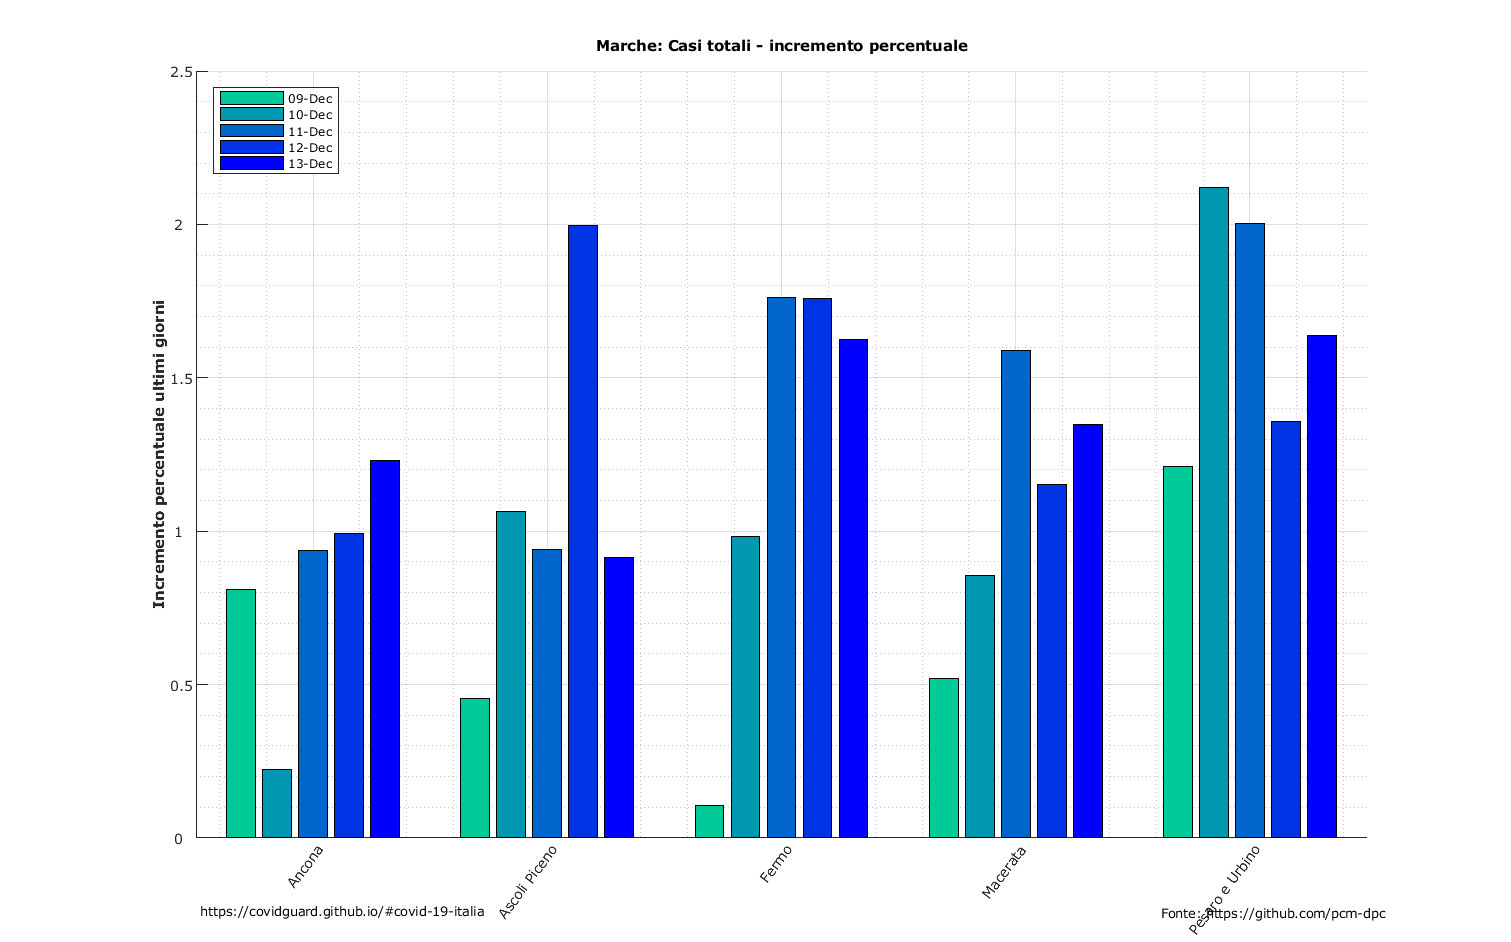 Marche: Casi totali - incremento percentuale
2.5
2
1.5
1
0.5
0
Incremento percentuale ultimi giorni
09-Dec
10-Dec
11-Dec
12-Dec
13-Dec
Ancona
Ascoli Piceno
Fermo
Macerata
Pesaro e Urbino
https://covidguard.github.io/#covid-19-italia
Fonte: https://github.com/pcm-dpc